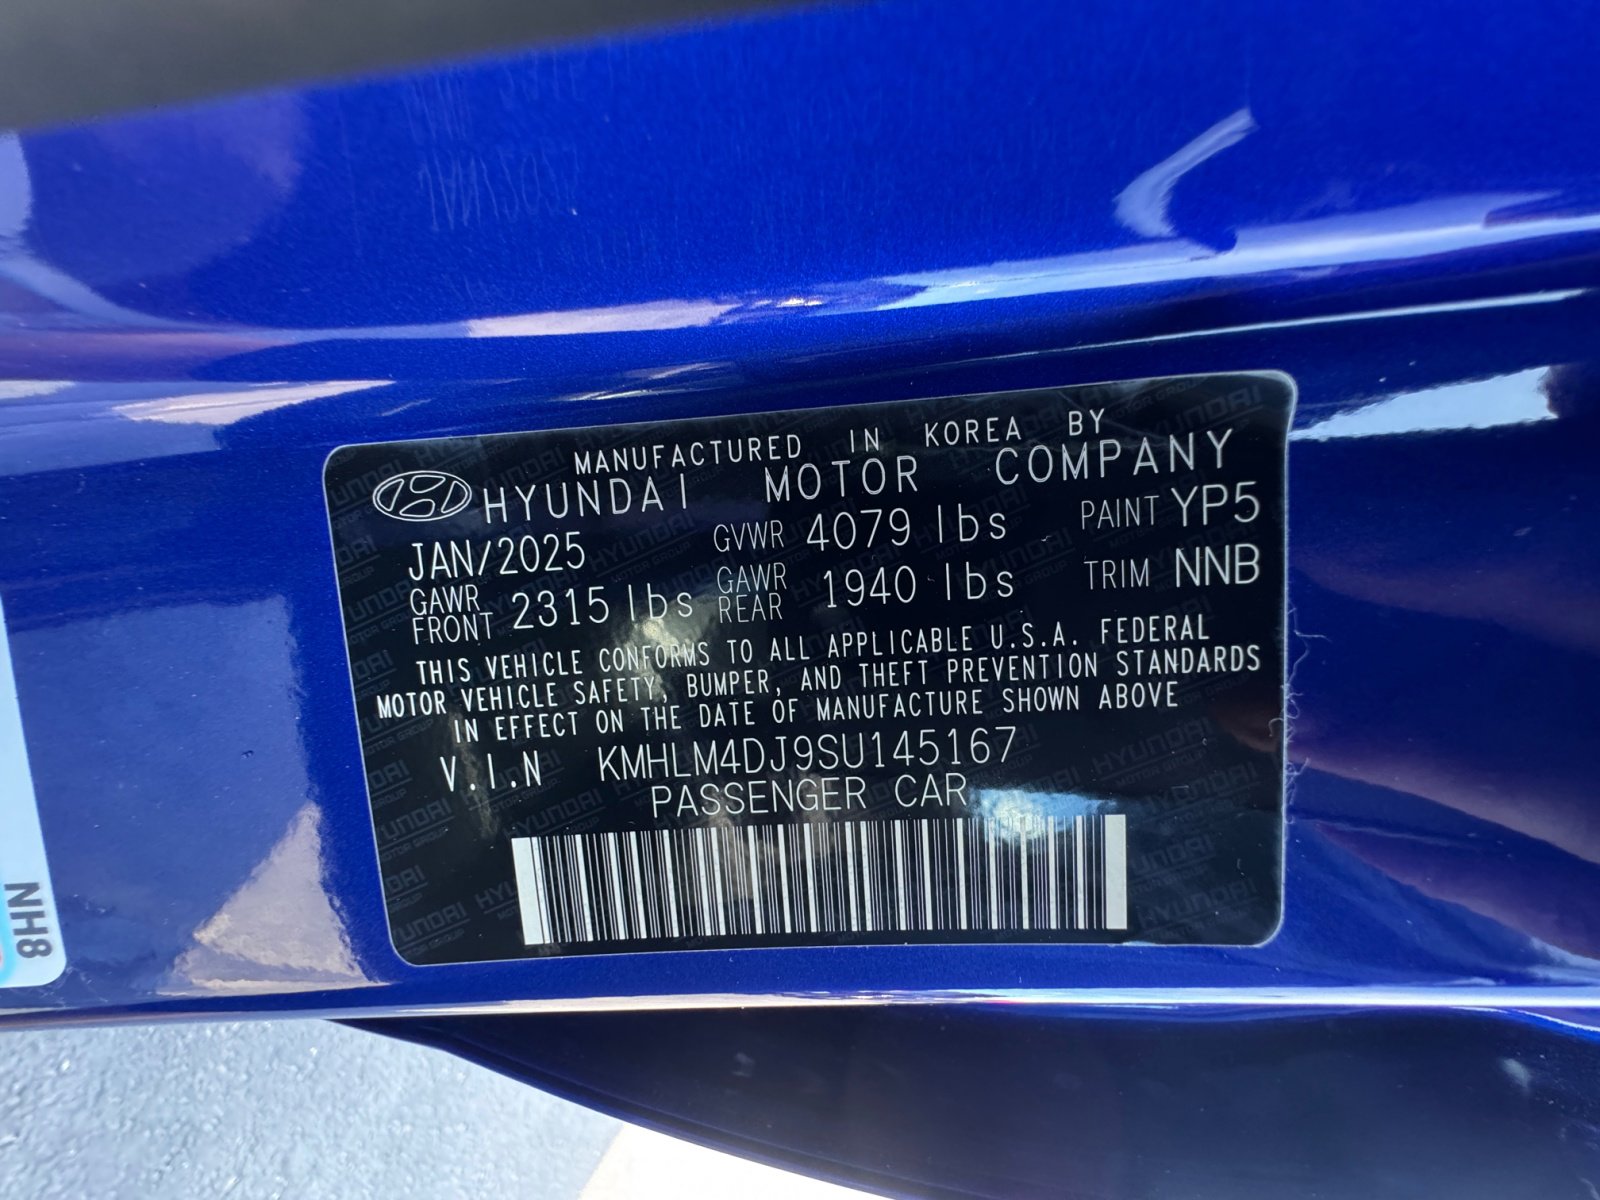 MANUFACTURED IN KOREA BY
HYUNDAI MOTOR COMPANY
JAN/2025 GVWR 4079 lbs PAINT YP5
GAWR FRONT 2315 lbs GAWR REAR 1940 lbs TRIM NNB
THIS VEHICLE CONFORMS TO ALL APPLICABLE U.S.A. FEDERAL
MOTOR VEHICLE SAFETY, BUMPER, AND THEFT PREVENTION STANDARDS
IN EFFECT ON THE DATE OF MANUFACTURE SHOWN ABOVE
V.I.N KMHLM4DJ9SU145167
PASSENGER CAR
NH8